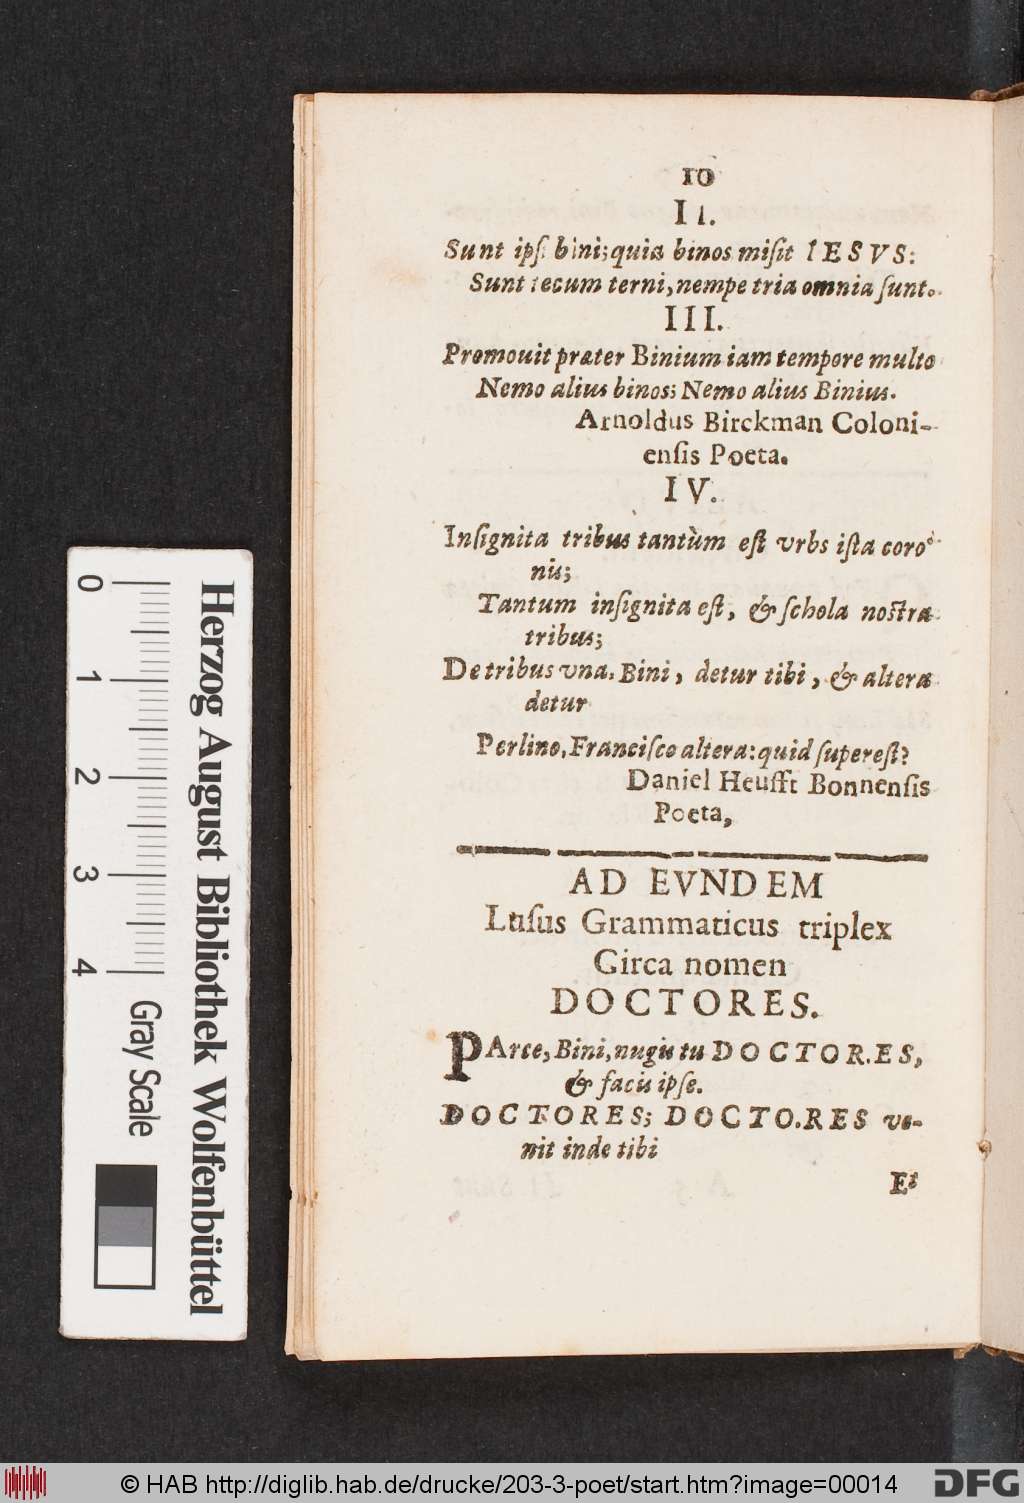 10
II.
Sunt ipsi bini; quia binos misit IESVS:
Sunt tecum terni, nempe tria omnia sunt.
III.
Promouit præter Binium iam tempore multo
Nemo alius binos; Nemo alius Binius.
Arnoldus Birckman Coloni-
ensis Poeta.
IV.
Insignita tribus tantùm est vrbs ista coro-
nis;
Tantum insignita est, & schola nostra
tribus;
De tribus vna, Bini, detur tibi, & altera
detur
Perlino, Francisco altera: quid superest?
Daniel Heufft Bonnensis
Poeta,
AD EVNDEM
Lusus Grammaticus triplex
Circa nomen
DOCTORES.
PArce, Bini, nugis tu DOCTOR.ES,
& facis ipse.
DOCTORES; DOCTO.RES ve-
nit inde tibi
Et
Herzog August Bibliothek Wolfenbüttel
0 1 2 3 4 Gray Scale
© HAB http://diglib.hab.de/drucke/203-3-poet/start.htm?image=00014
DFG